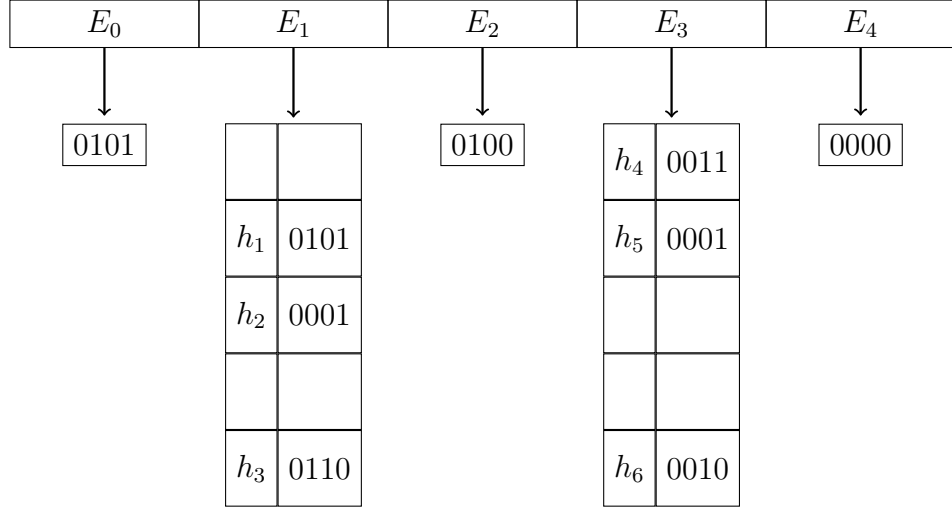 E₀ E₁ E₂ E₃ E₄
0101 0100 h₄ 0011 0000
h₁ 0101 h₅ 0001
h₂ 0001
h₃ 0110 h₆ 0010